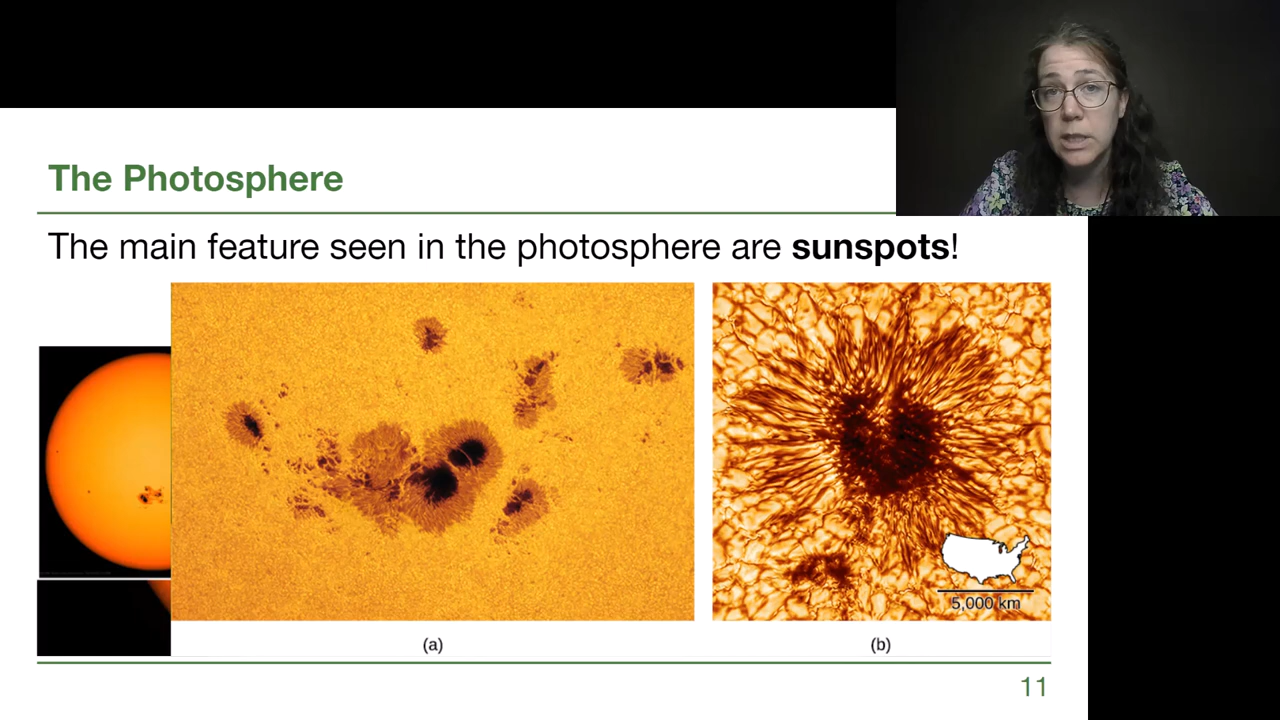 The Photosphere
The main feature seen in the photosphere are sunspots!
5,000 km
(a)
(b)
11